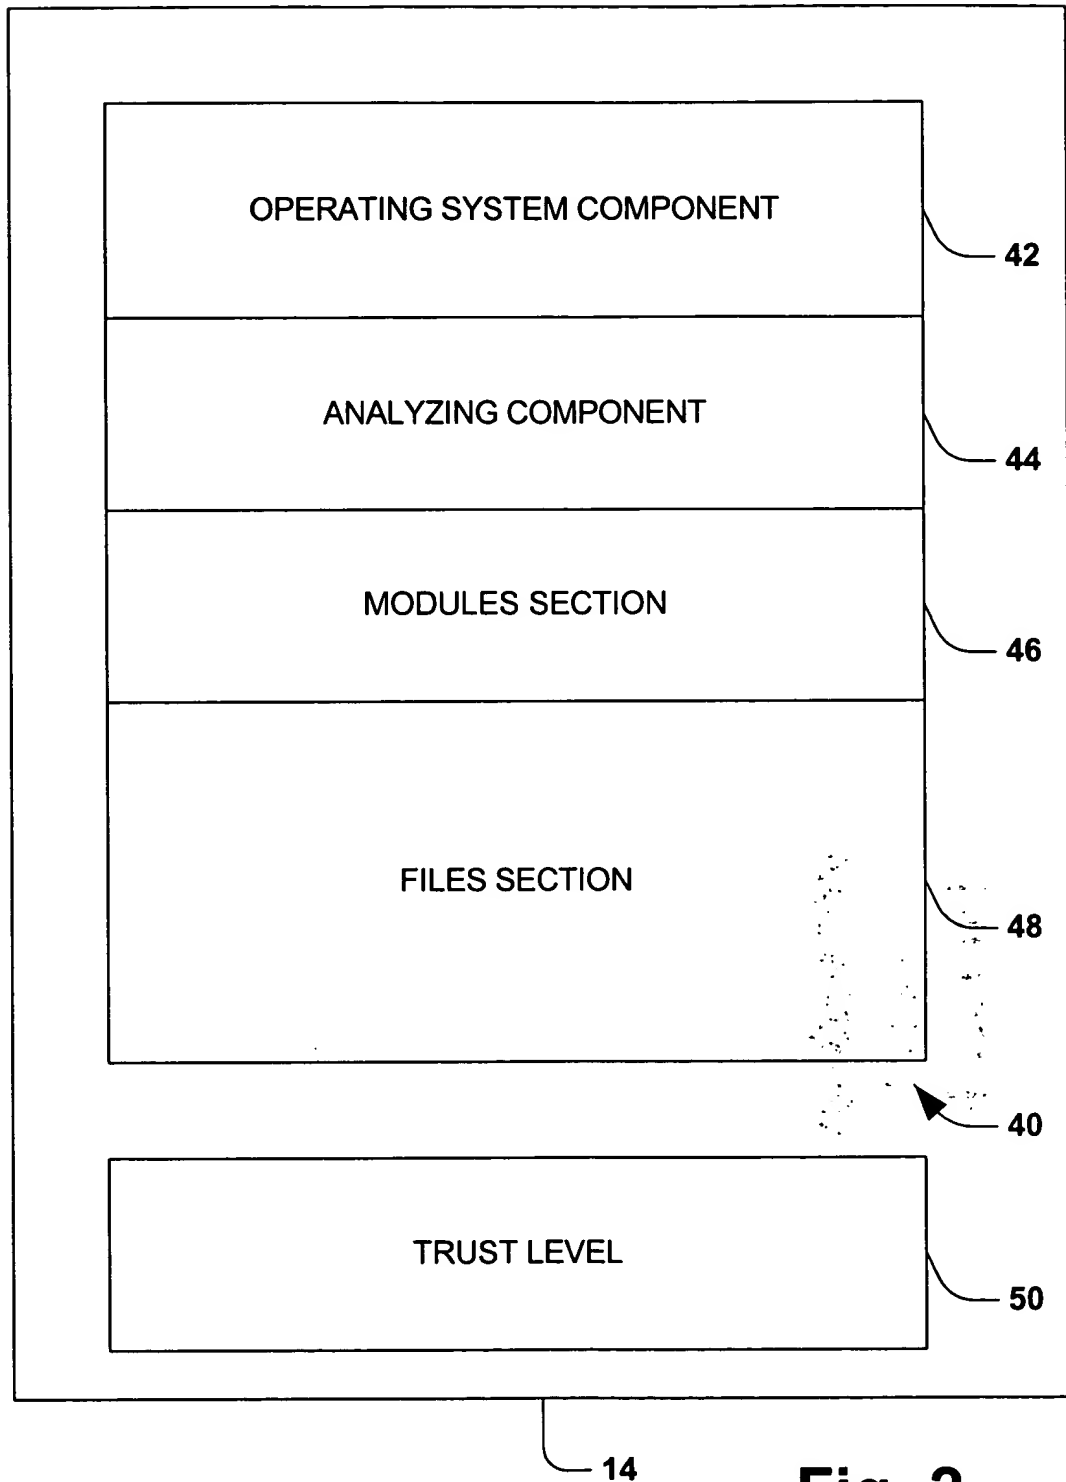 OPERATING SYSTEM COMPONENT
42
ANALYZING COMPONENT
44
MODULES SECTION
46
FILES SECTION
48
40
TRUST LEVEL
50
14